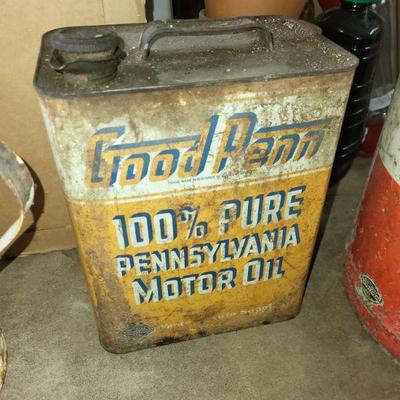 Good Penn
100% PURE
PENNSYLVANIA
MOTOR OIL